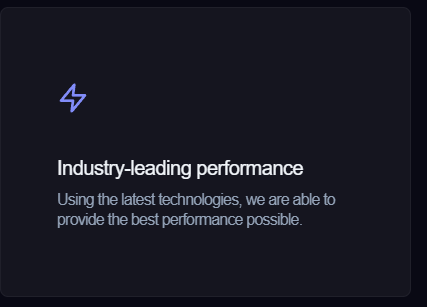 Industry-leading performance
Using the latest technologies, we are able to
provide the best performance possible.